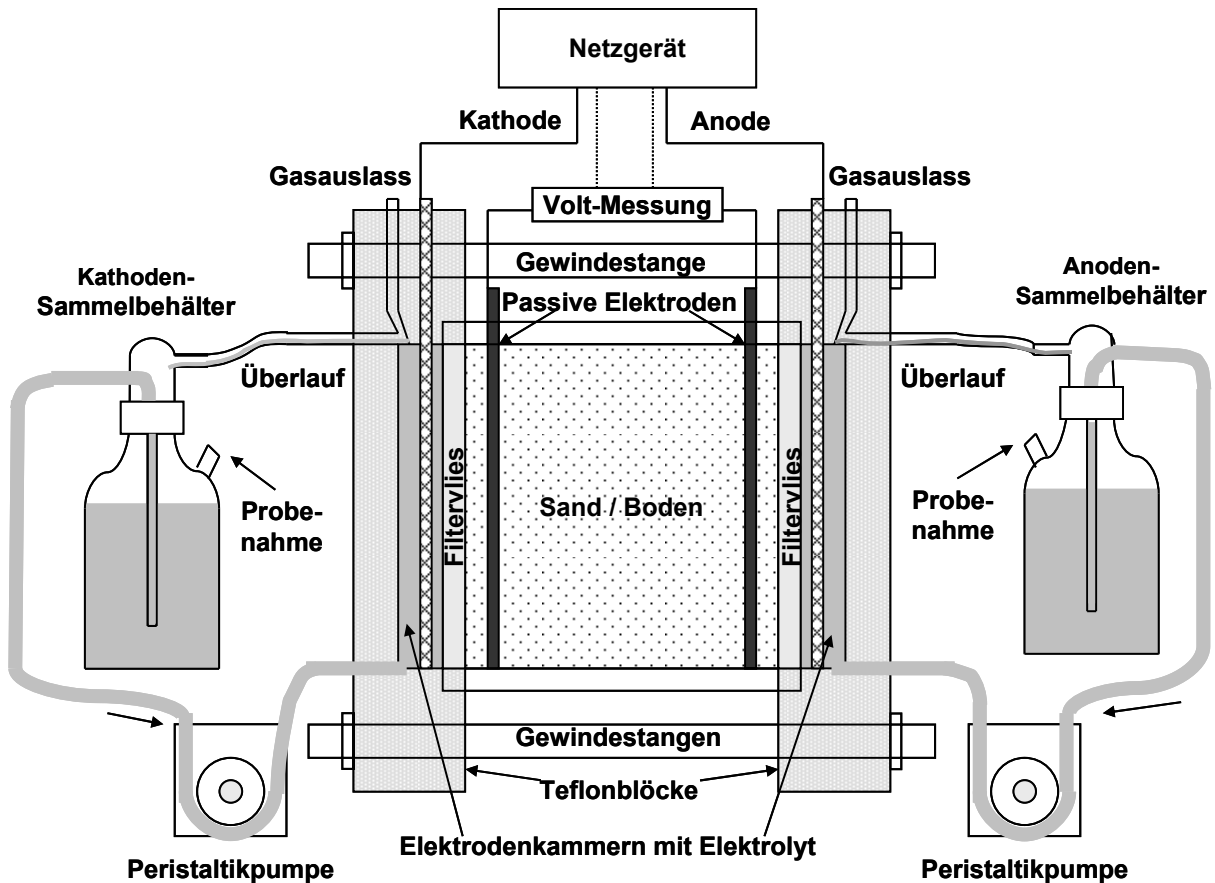 Netzgerät
Kathode
Anode
Gasauslass
Gasauslass
Volt-Messung
Gewindestange
Kathoden-
Sammelbehälter
Anoden-
Sammelbehälter
Passive Elektroden
Überlauf
Überlauf
Filtervlies
Filtervlies
Sand / Boden
Probe-
nahme
Probe-
nahme
Gewindestangen
Teflonblöcke
Elektrodenkammern mit Elektrolyt
Peristaltikpumpe
Peristaltikpumpe